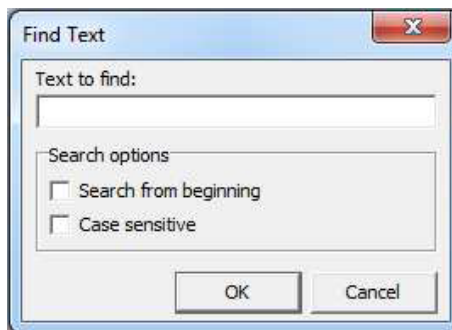 Find Text
Text to find:
Search options
Search from beginning
Case sensitive
OK Cancel